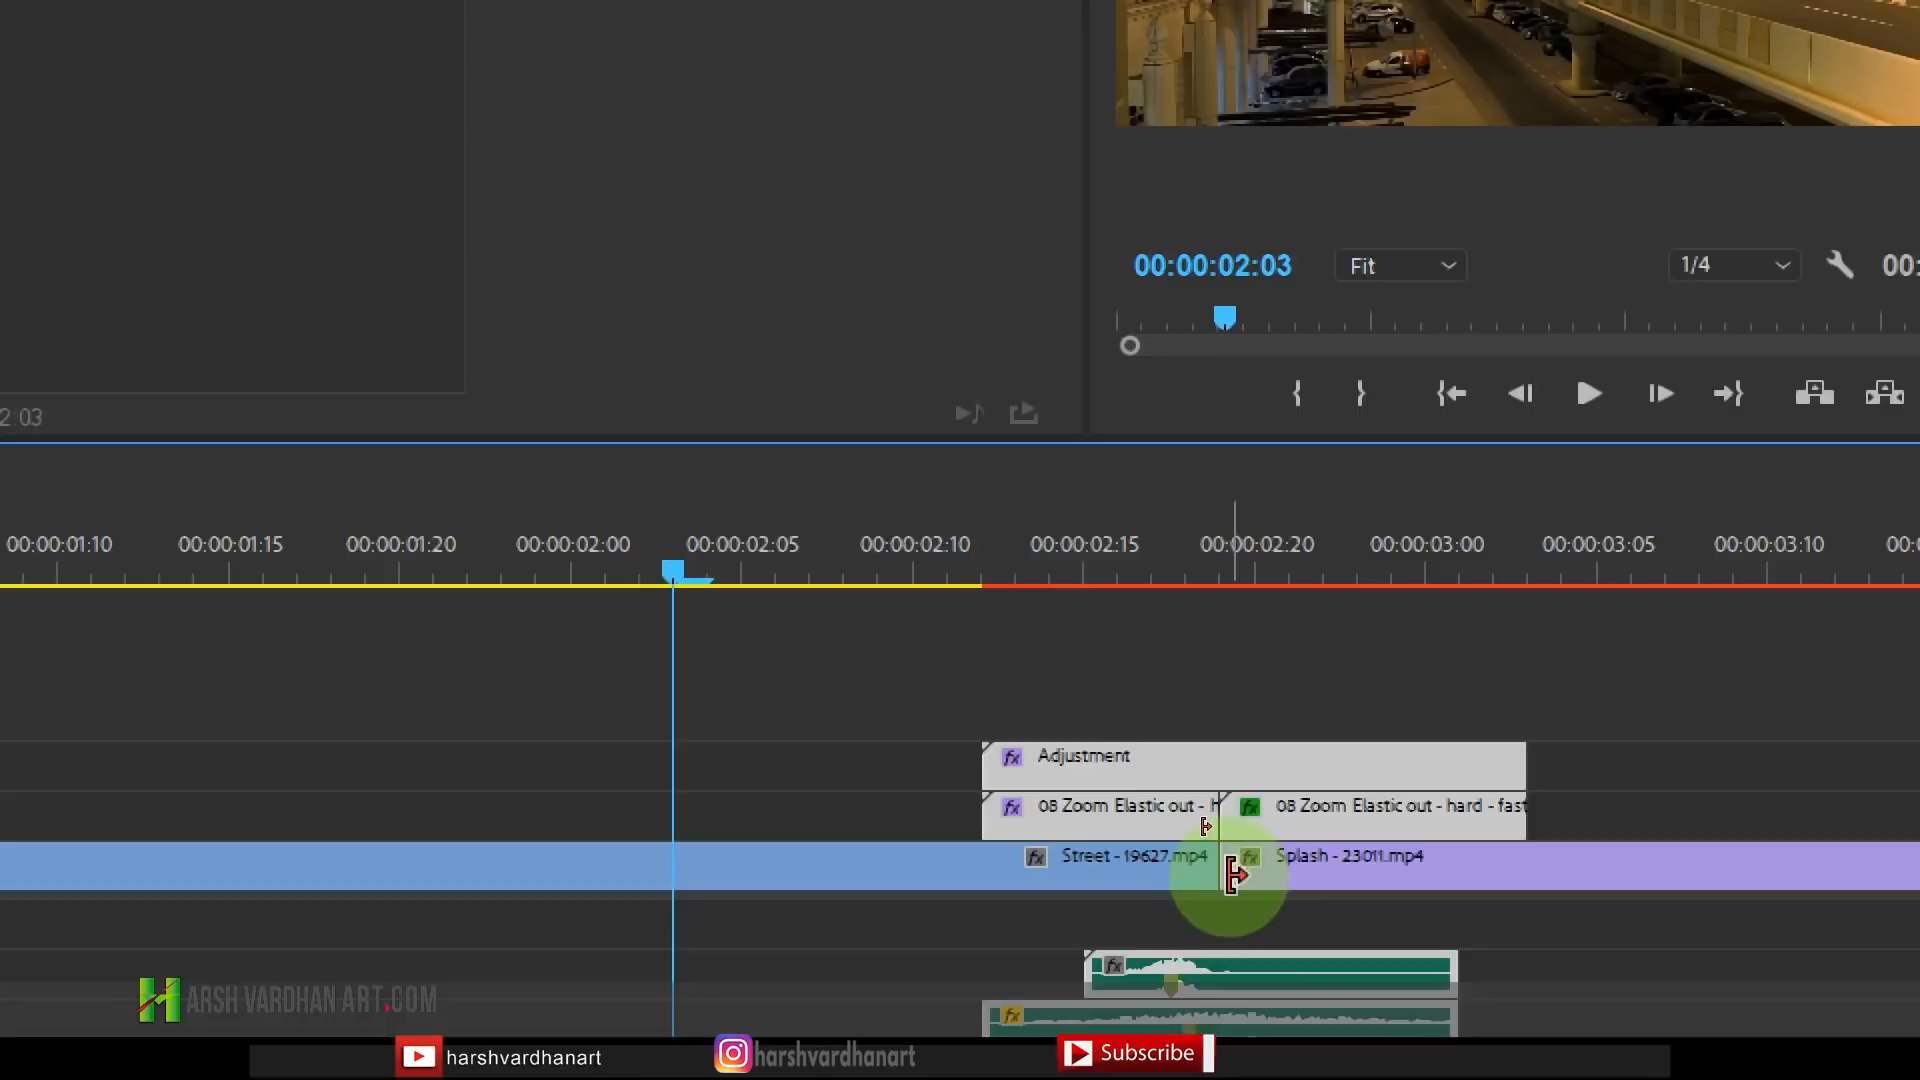 00:00:02:03 Fit 1/4 00:
2:03
00:00:01:10 00:00:01:15 00:00:01:20 00:00:02:00 00:00:02:05 00:00:02:10 00:00:02:15 00:00:02:20 00:00:03:00 00:00:03:05 00:00:03:10 00:
fx Adjustment
fx 08 Zoom Elastic out - h fx 08 Zoom Elastic out - hard - fast
fx Street - 19627.mp4 fx Splash - 23011.mp4
fx
HARSH VARDHAN ART.COM
fx
harshvardhanart harshvardhanart Subscribe